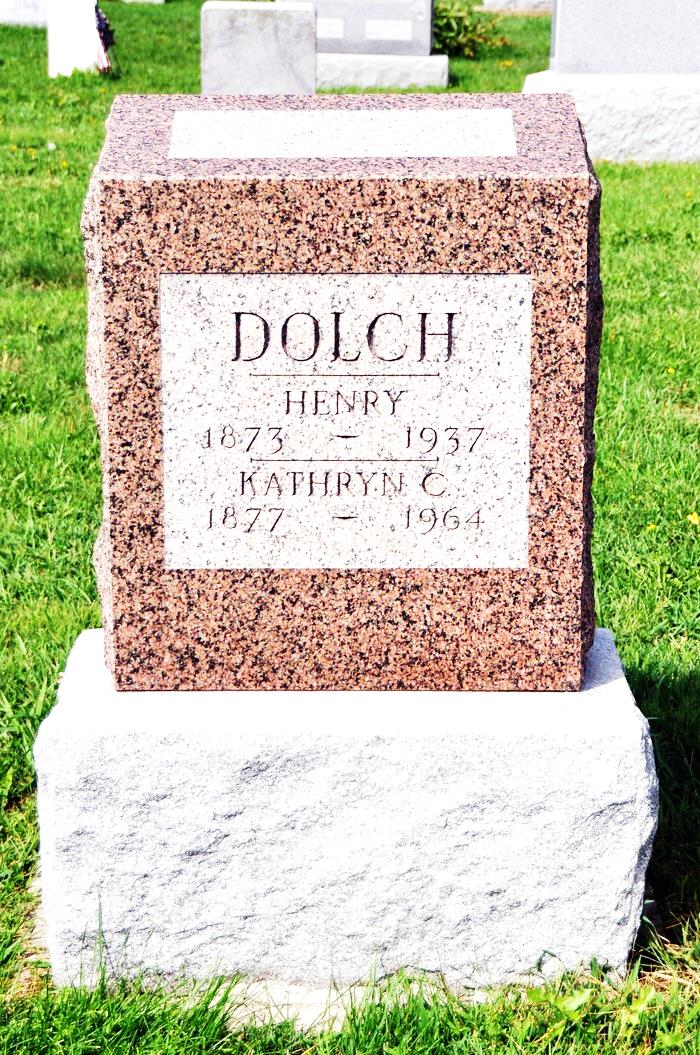 DOLCH
HENRY
1873 — 1937
KATHRYN C
1877 — 1964